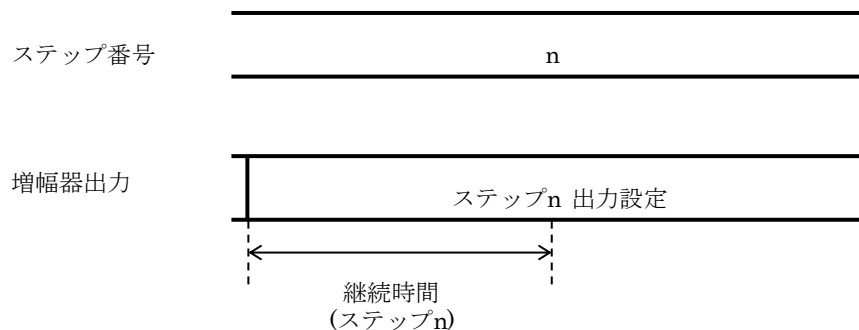 ステップ番号
n
増幅器出力
ステップn 出力設定
継続時間
(ステップn)